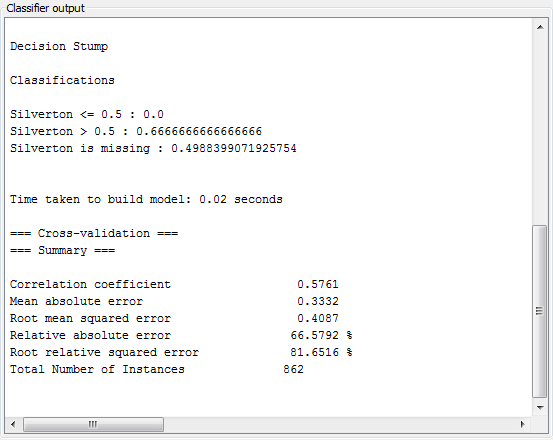 Classifier output
Decision Stump
Classifications
Silverton <= 0.5 : 0.0
Silverton > 0.5 : 0.6666666666666666
Silverton is missing : 0.4988399071925754
Time taken to build model: 0.02 seconds
=== Cross-validation ===
=== Summary ===
Correlation coefficient 0.5761
Mean absolute error 0.3332
Root mean squared error 0.4087
Relative absolute error 66.5792 %
Root relative squared error 81.6516 %
Total Number of Instances 862